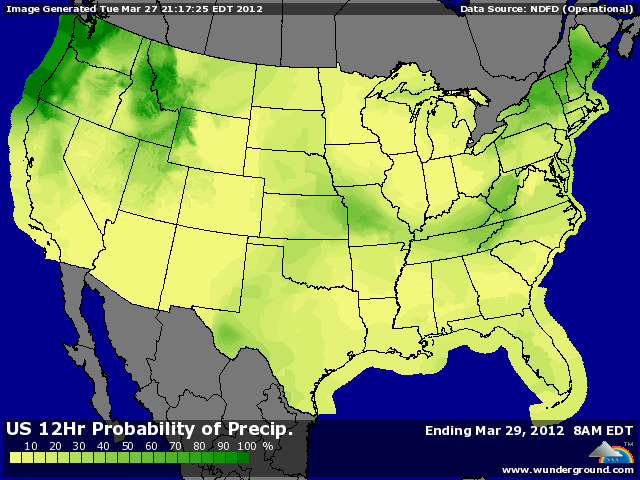 Image Generated Tue Mar 27 21:17:25 EDT 2012 Data Source: NDFD (Operational)
US 12Hr Probability of Precip. Ending Mar 29, 2012 8AM EDT
10 20 30 40 50 60 70 80 90 100 %
TM
www.wunderground.com